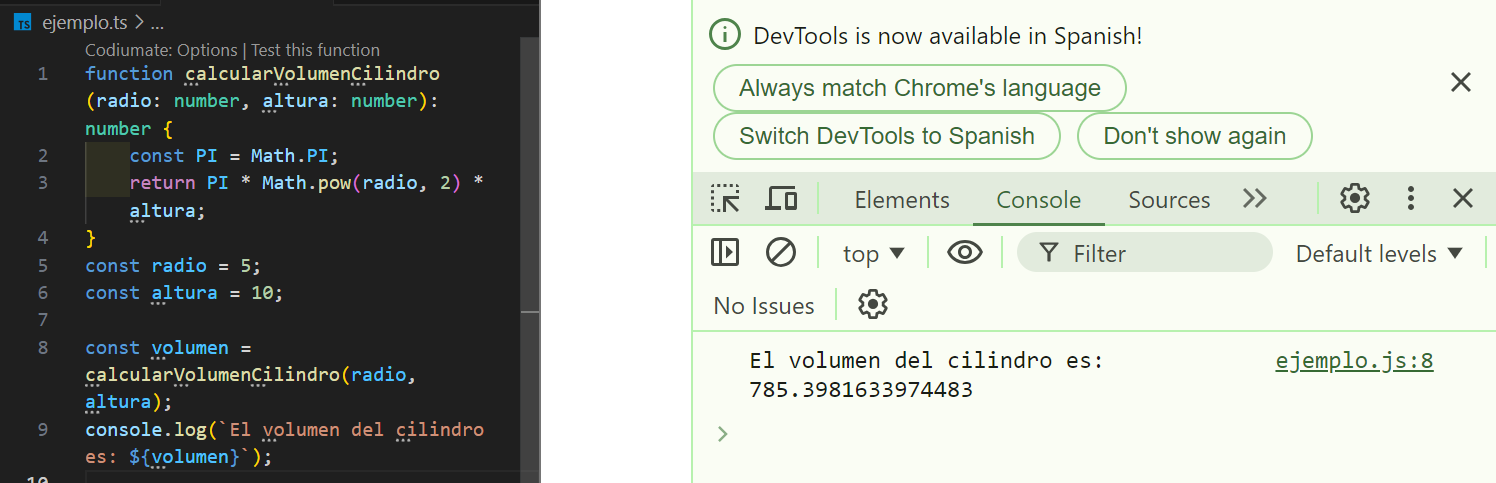 TS ejemplo.ts > ...
Codiumate: Options | Test this function
1 function calcularVolumenCilindro
(radio: number, altura: number):
number {
2 const PI = Math.PI;
3 return PI * Math.pow(radio, 2) *
altura;
4 }
5 const radio = 5;
6 const altura = 10;
7
8 const volumen =
calcularVolumenCilindro(radio,
altura);
9 console.log(`El volumen del cilindro
es: ${volumen}`);
10
DevTools is now available in Spanish!
Always match Chrome's language
Switch DevTools to Spanish Don't show again
Elements Console Sources
top Filter Default levels
No Issues
El volumen del cilindro es: ejemplo.js:8
785.3981633974483